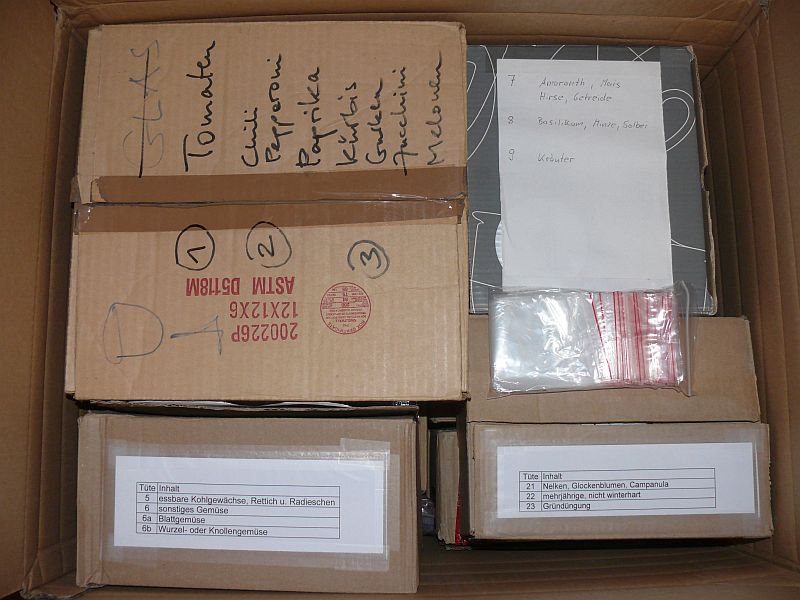 GLAS
Tomaten
Chili
Pepperoni
Paprika
Kürbis
Gurken
Zucchini
Melonen
1
2
3
D
ASTM D5118M
12X12X6
200226P
7 Amaranth, Mais
Hirse, Getreide
8 Basilikum, Minze, Salbei
9 Kräuter
Tüte Inhalt
5 essbare Kohlgewächse, Rettich u. Radieschen
6 sonstiges Gemüse
6a Blattgemüse
6b Wurzel- oder Knollengemüse
Tüte Inhalt
21 Nelken, Glockenblumen, Campanula
22 mehrjährige, nicht winterhart
23 Gründüngung